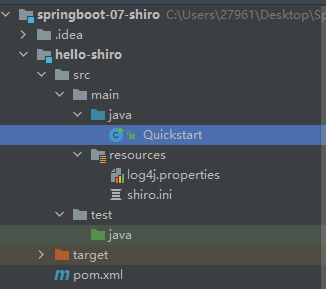 springboot-07-shiro C:\Users\27961\Desktop\Sp
.idea
hello-shiro
src
main
java
Quickstart
resources
log4j.properties
shiro.ini
test
java
target
pom.xml